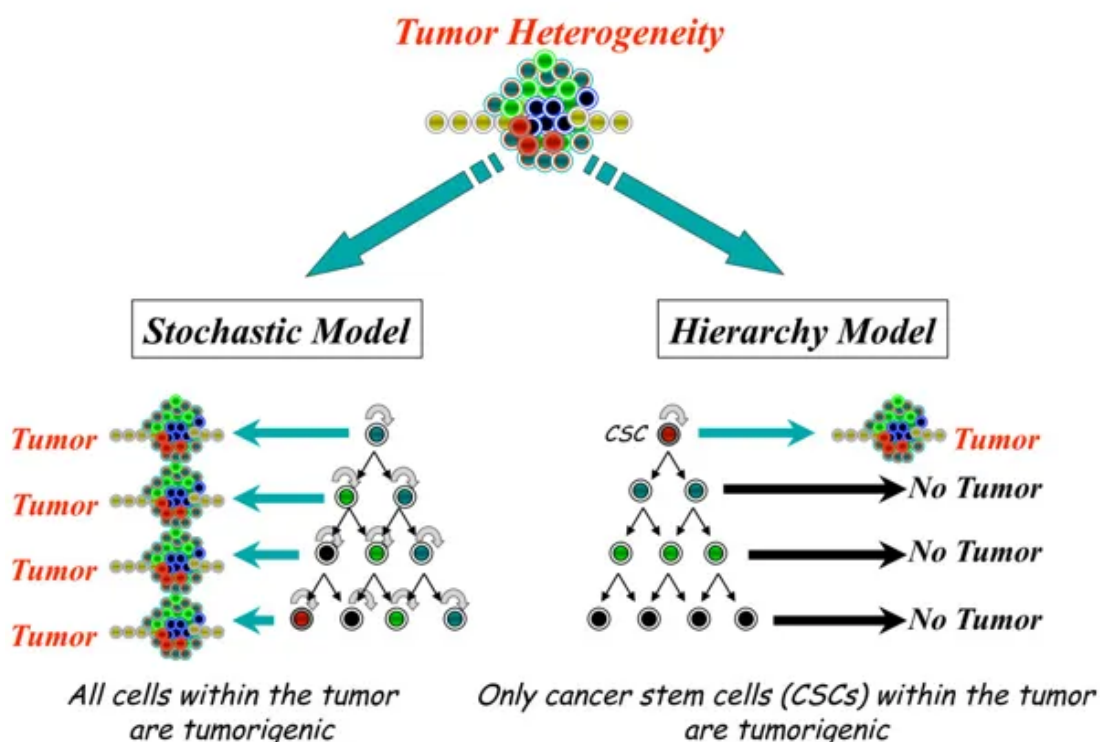 Tumor Heterogeneity
Stochastic Model
Hierarchy Model
Tumor
Tumor
Tumor
Tumor
CSC
Tumor
No Tumor
No Tumor
No Tumor
All cells within the tumor
are tumorigenic
Only cancer stem cells (CSCs) within the tumor
are tumorigenic